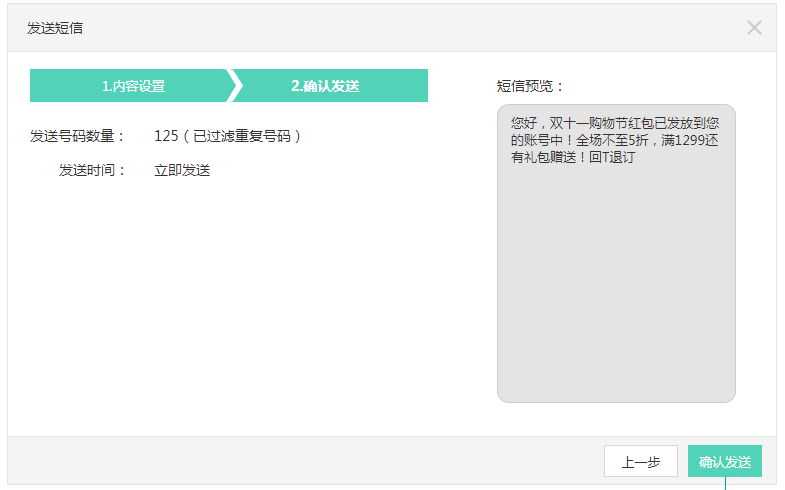 发送短信
1.内容设置
2.确认发送
发送号码数量： 125（已过滤重复号码）
发送时间： 立即发送
短信预览：
您好，双十一购物节红包已发放到您
的账号中！全场不至5折，满1299还
有礼包赠送！回T退订
上一步
确认发送